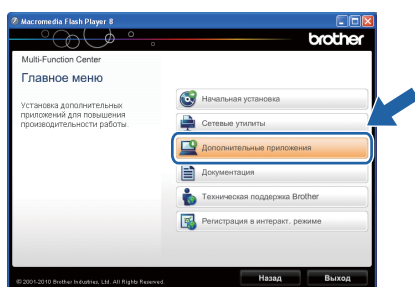 Macromedia Flash Player 8
brother
Multi-Function Center
Главное меню
Установка дополнительных
приложений для повышения
производительности работы.
Начальная установка
Сетевые утилиты
Дополнительные приложения
Документация
Техническая поддержка Brother
Регистрация в интеракт. режиме
© 2001-2010 Brother Industries, Ltd. All Rights Reserved.
Назад
Выход